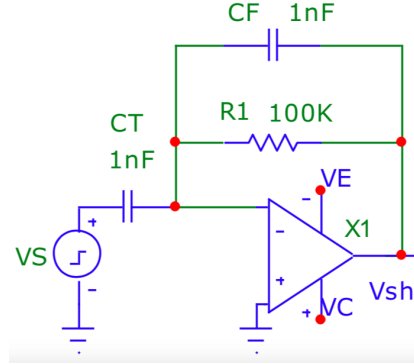 CF 1nF
R1 100K
CT
1nF
VE
X1
VS
Vsh
VC